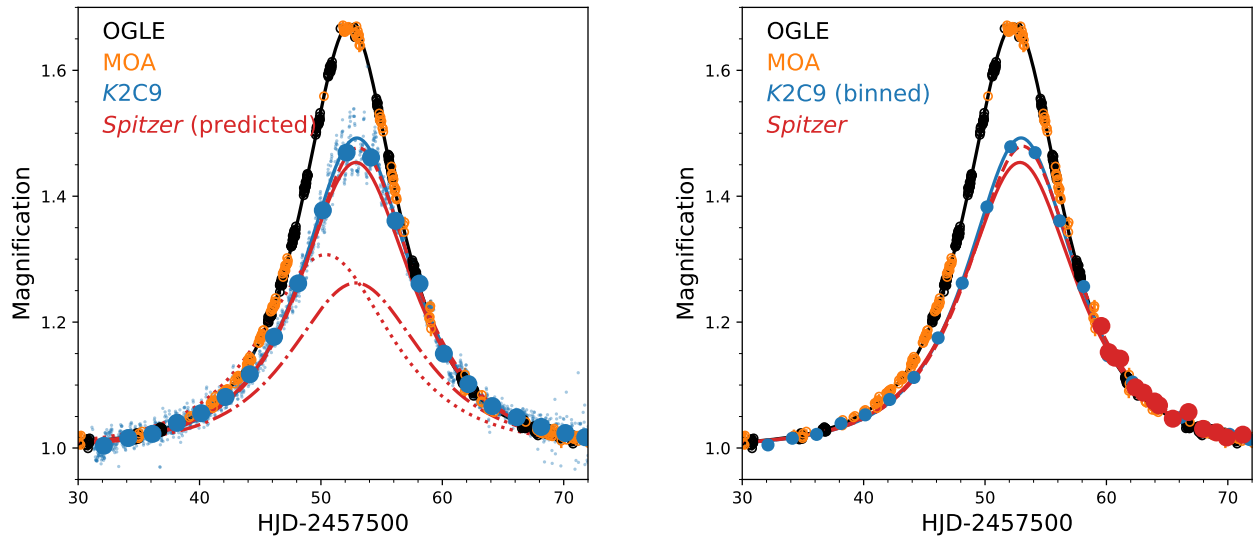 OGLE
MOA
K2C9
Spitzer (predicted)
Magnification
1.6
1.4
1.2
1.0
30
40
50
60
70
HJD-2457500
OGLE
MOA
K2C9 (binned)
Spitzer
Magnification
1.6
1.4
1.2
1.0
30
40
50
60
70
HJD-2457500